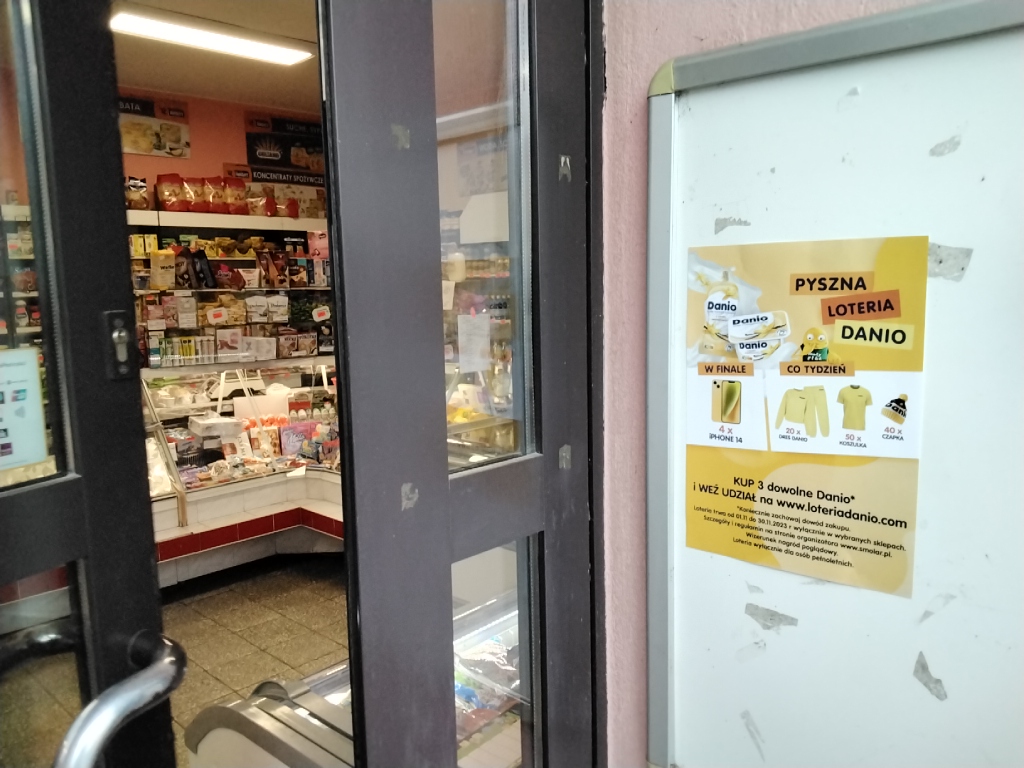 KONCENTRATY SPOŻYWCZE
PYSZNA
LOTERIA
DANIO
Danio
Danio
Danio
W FINALE
CO TYDZIEŃ
4 x
iPHONE 14
20 x
DRES DANIO
50 x
KOSZULKA
40 x
CZAPKA
KUP 3 dowolne Danio*
i WEŹ UDZIAŁ na www.loteriadanio.com
*Koniecznie zachowaj dowód zakupu.
Loteria trwa od 01.11 do 30.11.2023 r wyłącznie w wybranych sklepach.
Szczegóły i regulamin na stronie organizatora www.smolar.pl.
Wizerunek nagród poglądowy.
Loteria wyłącznie dla osób pełnoletnich.